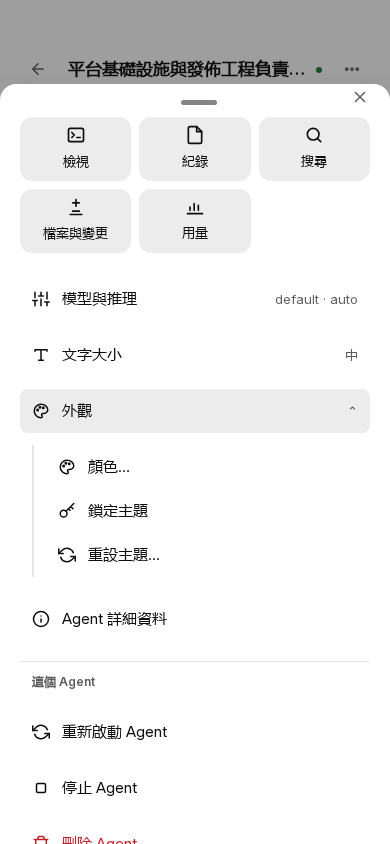 平台基礎設施與發佈工程負責…
檢視
紀錄
搜尋
檔案與變更
用量
模型與推理 default · auto
文字大小 中
外觀
顏色…
鎖定主題
重設主題…
Agent 詳細資料
這個 Agent
重新啟動 Agent
停止 Agent
刪除 Agent